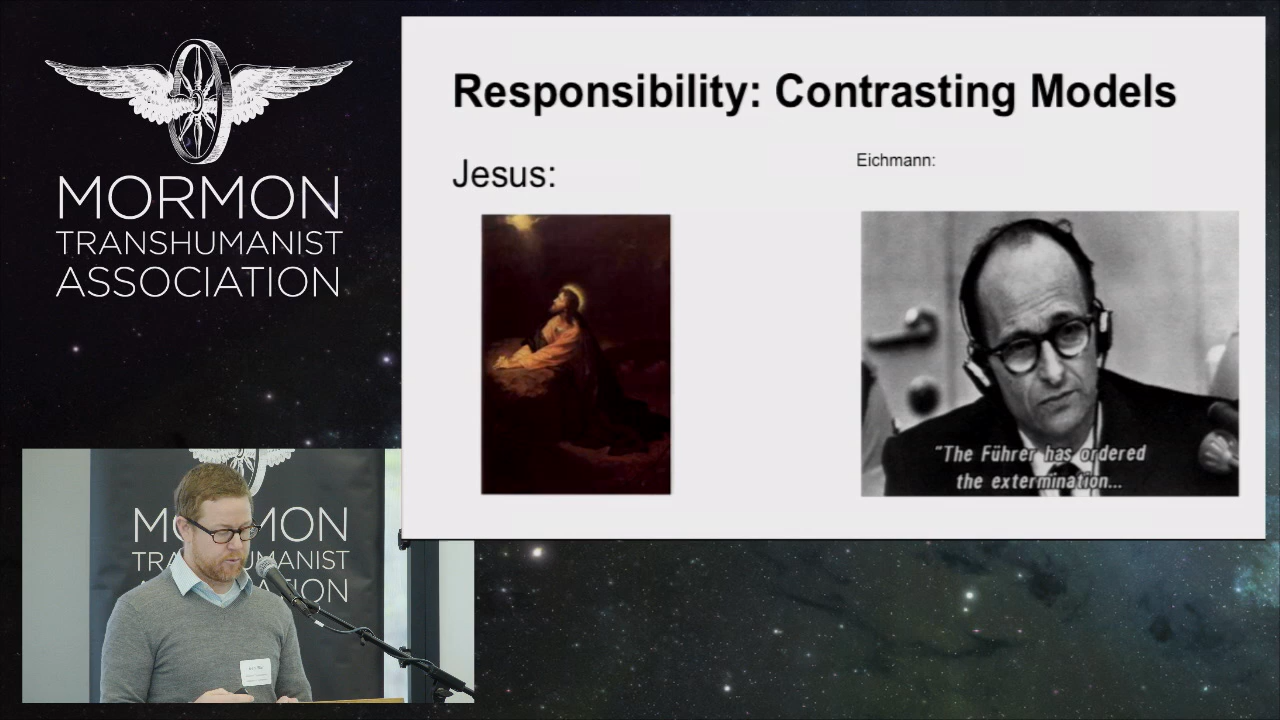 MORMON
TRANSHUMANIST
ASSOCIATION
Responsibility: Contrasting Models
Jesus:
Eichmann:
"The Führer has ordered
the extermination...
MORMON
TRANSHUMANIST